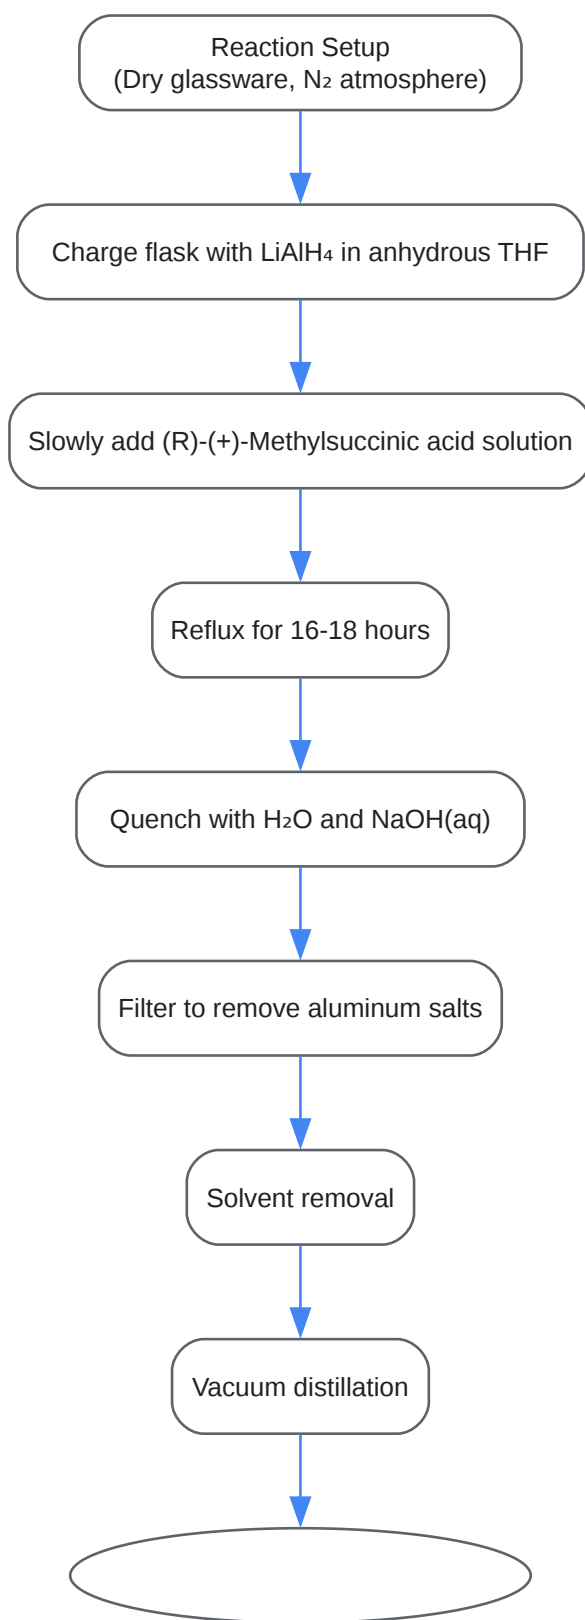 Reaction Setup
(Dry glassware, N₂ atmosphere)
Charge flask with LiAlH₄ in anhydrous THF
Slowly add (R)-(+)-Methylsuccinic acid solution
Reflux for 16-18 hours
Quench with H₂O and NaOH(aq)
Filter to remove aluminum salts
Solvent removal
Vacuum distillation